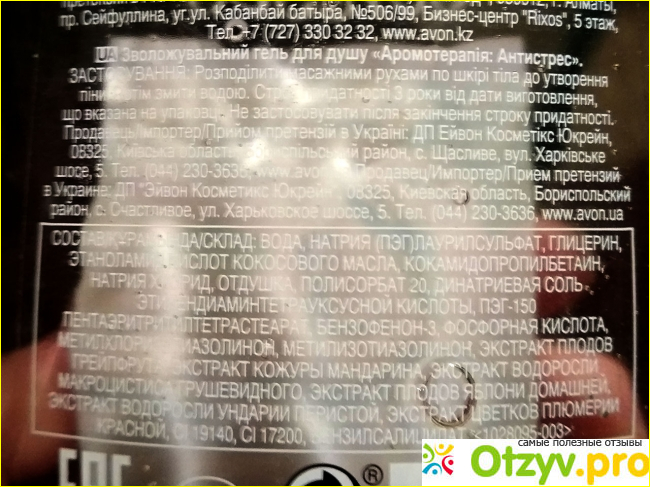 пр. Сейфуллина, уг.ул. Кабанбай батыра, №506/99, Бизнес-центр "Rixos", 5 этаж,
Тел. +7 (727) 330 32 32, www.avon.kz
UA Зволожувальний гель для душу «Аромотерапія: Антистрес».
ЗАСТОСУВАННЯ: Розподілити масажними рухами по шкірі тіла до утворення
піни, потім змити водою. Строк придатності 3 роки від дати виготовлення,
що вказана на упаковці. Не застосовувати після закінчення строку придатності.
Продавець/Імпортер/Прийом претензій в Україні: ДП Ейвон Косметікс Юкрейн,
08325, Київська область, Бориспільський район, с. Щасливе, вул. Харківське
шосе, 5. Тел. (044) 230-3636, www.avon.ua Продавец/Импортер/Прием претензий
в Украине: ДП "Эйвон Косметикс Юкрейн", 08325, Киевская область, Бориспольский
район, с. Счастливое, ул. Харьковское шоссе, 5. Тел. (044) 230-3636, www.avon.ua
СОСТАВ/ҚҰРАМЫНДА/СКЛАД: ВОДА, НАТРИЯ (ПЭГ)ЛАУРИЛСУЛЬФАТ, ГЛИЦЕРИН,
ЭТАНОЛАМИД КИСЛОТ КОКОСОВОГО МАСЛА, КОКАМИДОПРОПИЛБЕТАИН,
НАТРИЯ ХЛОРИД, ОТДУШКА, ПОЛИСОРБАТ 20, ДИНАТРИЕВАЯ СОЛЬ
ЭТИЛЕНДИАМИНТЕТРАУКСУСНОЙ КИСЛОТЫ, ПЭГ-150
ПЕНТАЭРИТРИТИЛТЕТРАСТЕАРАТ, БЕНЗОФЕНОН-3, ФОСФОРНАЯ КИСЛОТА,
МЕТИЛХЛОРИЗОТИАЗОЛИНОН, МЕТИЛИЗОТИАЗОЛИНОН, ЭКСТРАКТ ПЛОДОВ
ГРЕЙПФРУТА, ЭКСТРАКТ КОЖУРЫ МАНДАРИНА, ЭКСТРАКТ ВОДОРОСЛИ
МАКРОЦИСТИСА ГРУШЕВИДНОГО, ЭКСТРАКТ ПЛОДОВ ЯБЛОНИ ДОМАШНЕЙ,
ЭКСТРАКТ ВОДОРОСЛИ УНДАРИИ ПЕРИСТОЙ, ЭКСТРАКТ ЦВЕТКОВ ПЛЮМЕРИИ
КРАСНОЙ, CI 19140, CI 17200, БЕНЗИЛСАЛИЦИЛАТ <1028095-003>
самые полезные отзывы
Otzyv.pro